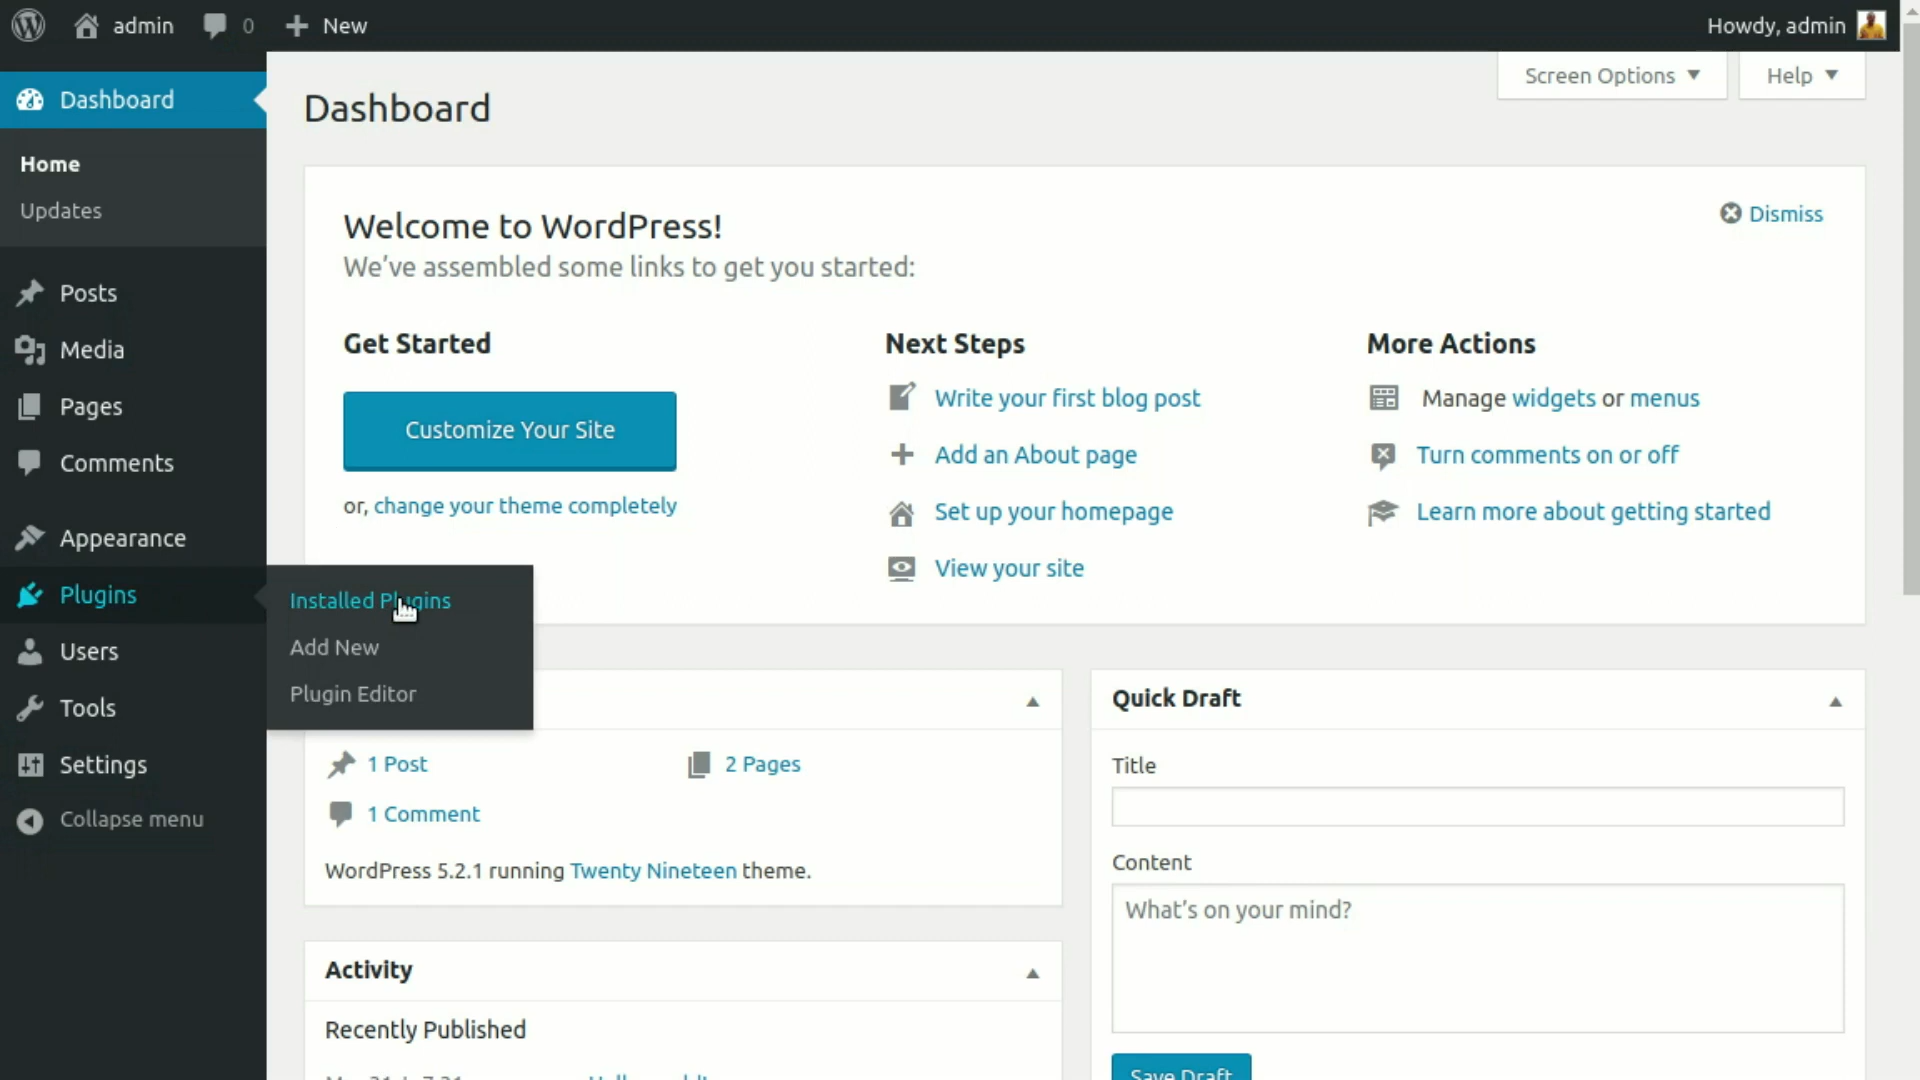 admin
0
New
Howdy, admin
Dashboard
Home
Updates
Posts
Media
Pages
Comments
Appearance
Plugins
Users
Tools
Settings
Collapse menu
Installed Plugins
Add New
Plugin Editor
Screen Options
Help
Dashboard
Welcome to WordPress!
We've assembled some links to get you started:
Dismiss
Get Started
Customize Your Site
or, change your theme completely
Next Steps
Write your first blog post
Add an About page
Set up your homepage
View your site
More Actions
Manage widgets or menus
Turn comments on or off
Learn more about getting started
1 Post
2 Pages
1 Comment
WordPress 5.2.1 running Twenty Nineteen theme.
Activity
Recently Published
Quick Draft
Title
Content
What's on your mind?
Save Draft